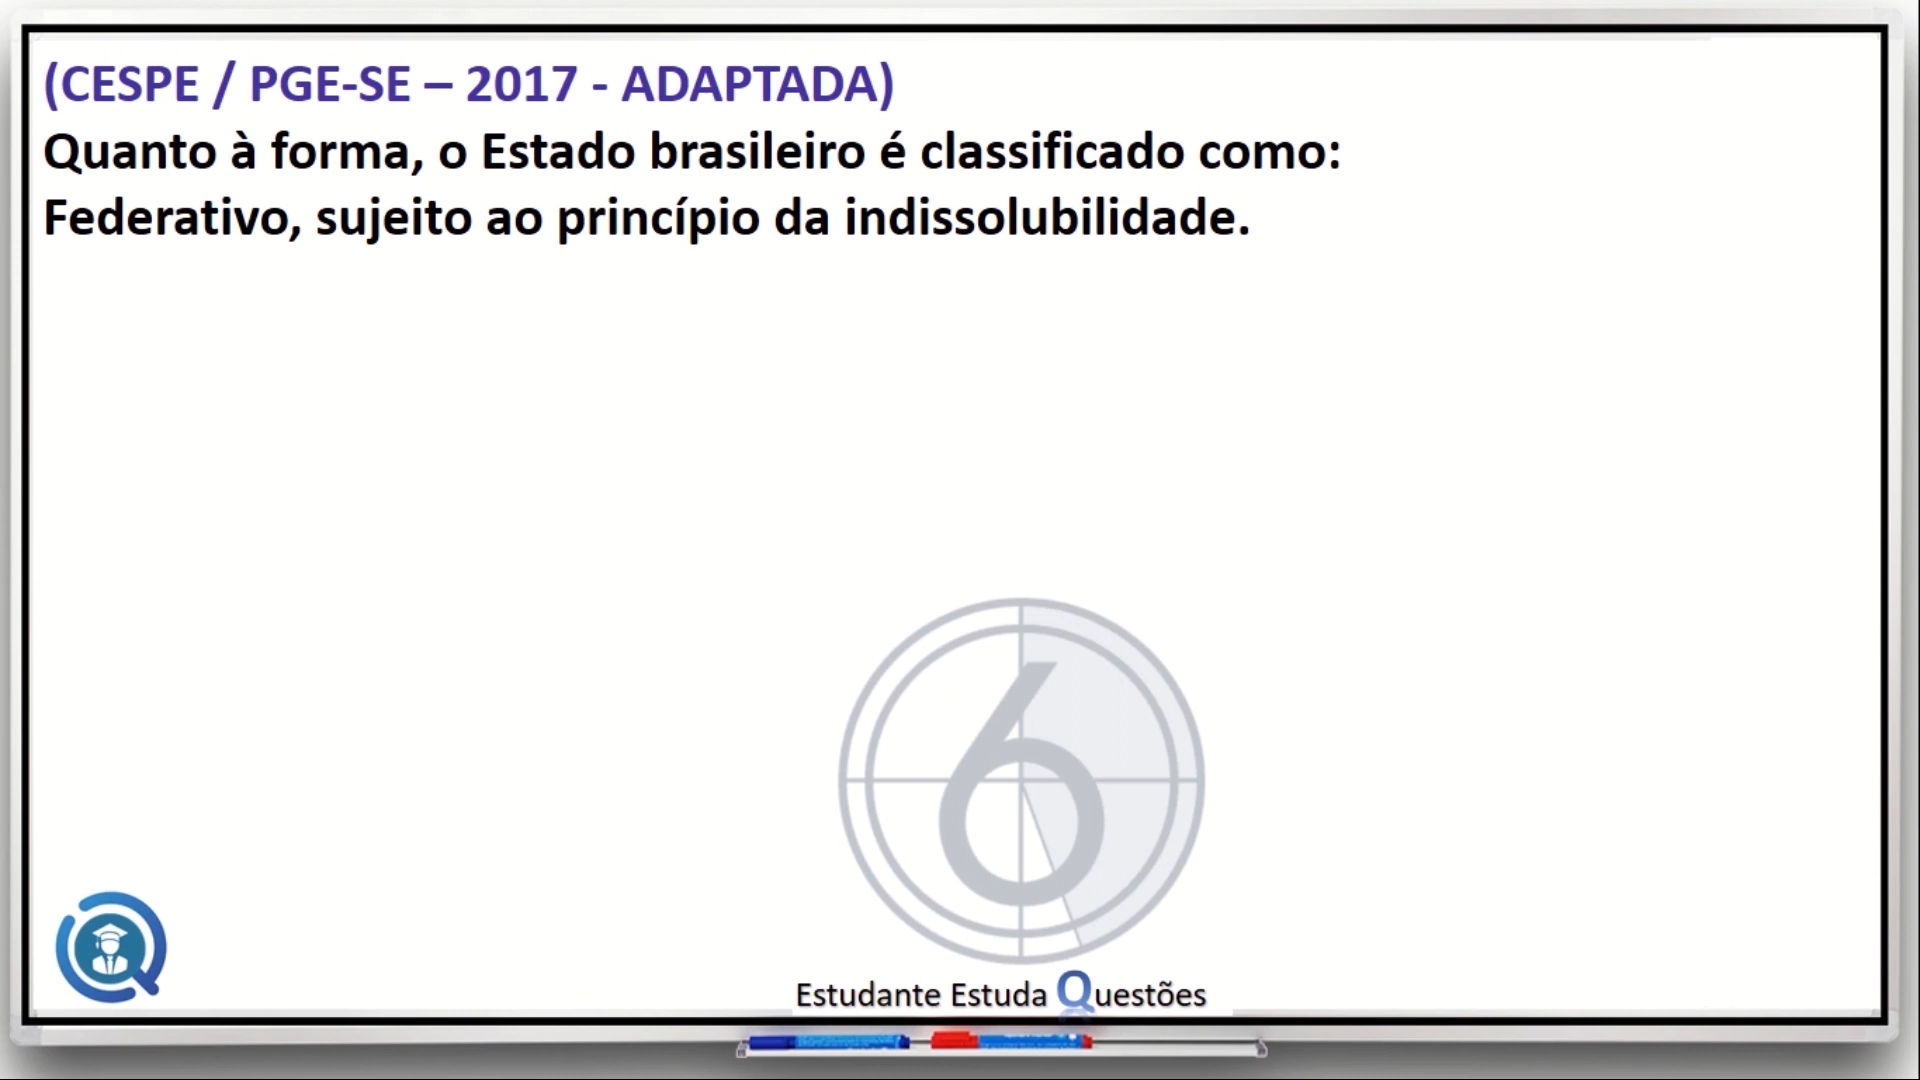 (CESPE / PGE-SE – 2017 - ADAPTADA)
Quanto à forma, o Estado brasileiro é classificado como:
Federativo, sujeito ao princípio da indissolubilidade.
6
Estudante Estuda Questões